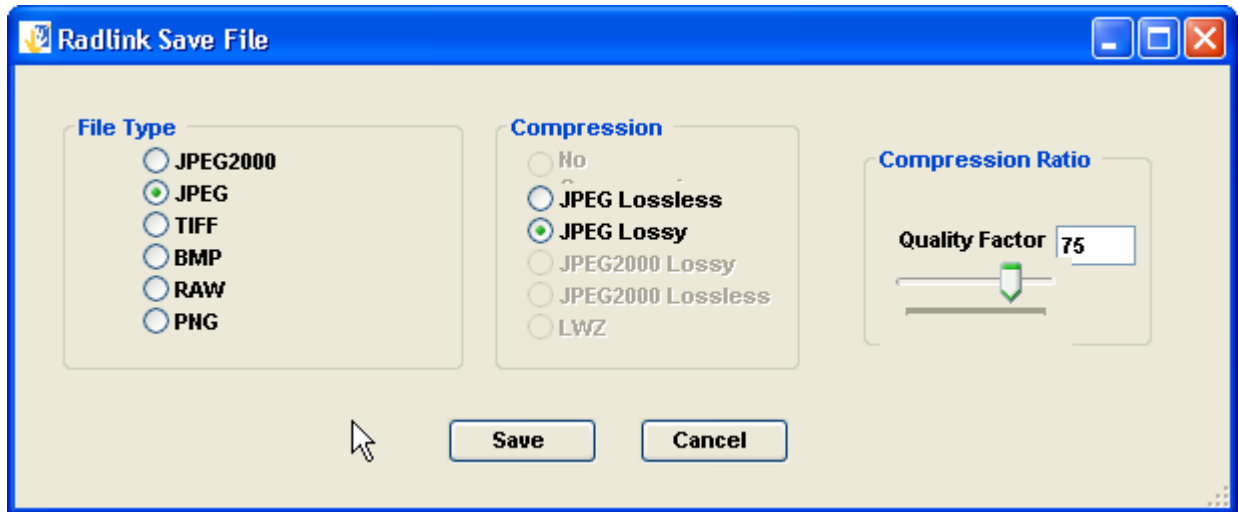 Radlink Save File
File Type
JPEG2000
JPEG
TIFF
BMP
RAW
PNG
Compression
No
JPEG Lossless
JPEG Lossy
JPEG2000 Lossy
JPEG2000 Lossless
LWZ
Compression Ratio
Quality Factor 75
Save Cancel